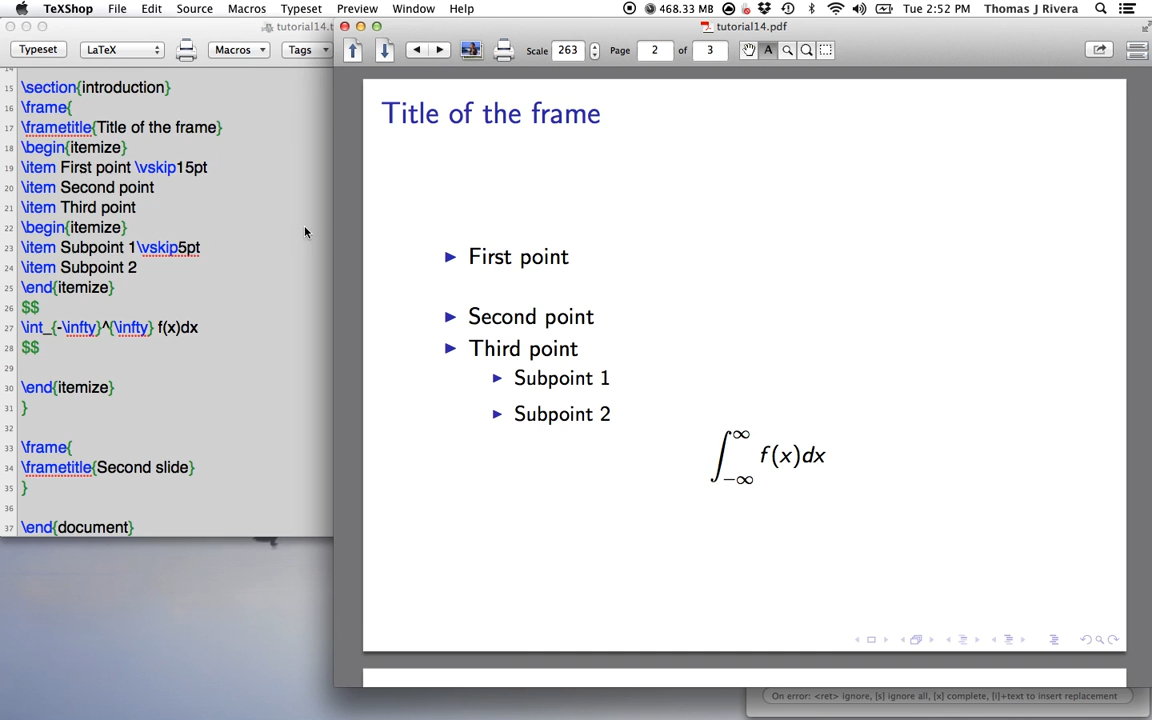 TeXShop File Edit Source Macros Typeset Preview Window Help 468.33 MB Tue 2:52 PM Thomas J Rivera
tutorial14.t
tutorial14.pdf
Typeset LaTeX Macros Tags
Scale 263 Page 2 of 3
15 \section{introduction}
16 \frame{
17 \frametitle{Title of the frame}
18 \begin{itemize}
19 \item First point \vskip15pt
20 \item Second point
21 \item Third point
22 \begin{itemize}
23 \item Subpoint 1\vskip5pt
24 \item Subpoint 2
25 \end{itemize}
26 $$
27 \int_{-\infty}^{\infty} f(x)dx
28 $$
29
30 \end{itemize}
31 }
32
33 \frame{
34 \frametitle{Second slide}
35 }
36
37 \end{document}
Title of the frame
▶ First point
▶ Second point
▶ Third point
▶ Subpoint 1
▶ Subpoint 2
∫_{-∞}^{∞} f(x)dx
On error: <ret> ignore, [s] ignore all, [x] complete, [i]+text to insert replacement